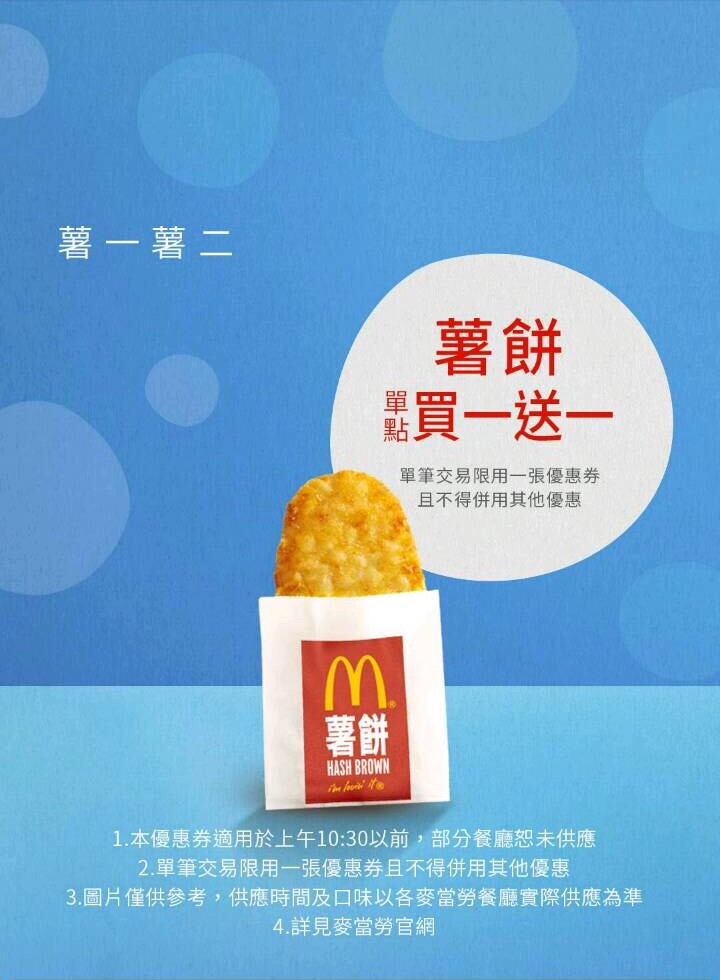 薯一薯二
薯餅
單點買一送一
單筆交易限用一張優惠券
且不得併用其他優惠
薯餅
HASH BROWN
i'm lovin' it®
1.本優惠券適用於上午10:30以前，部分餐廳恕未供應
2.單筆交易限用一張優惠券且不得併用其他優惠
3.圖片僅供參考，供應時間及口味以各麥當勞餐廳實際供應為準
4.詳見麥當勞官網